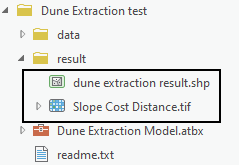 Dune Extraction test
data
result
dune extraction result.shp
Slope Cost Distance.tif
Dune Extraction Model.atbx
readme.txt